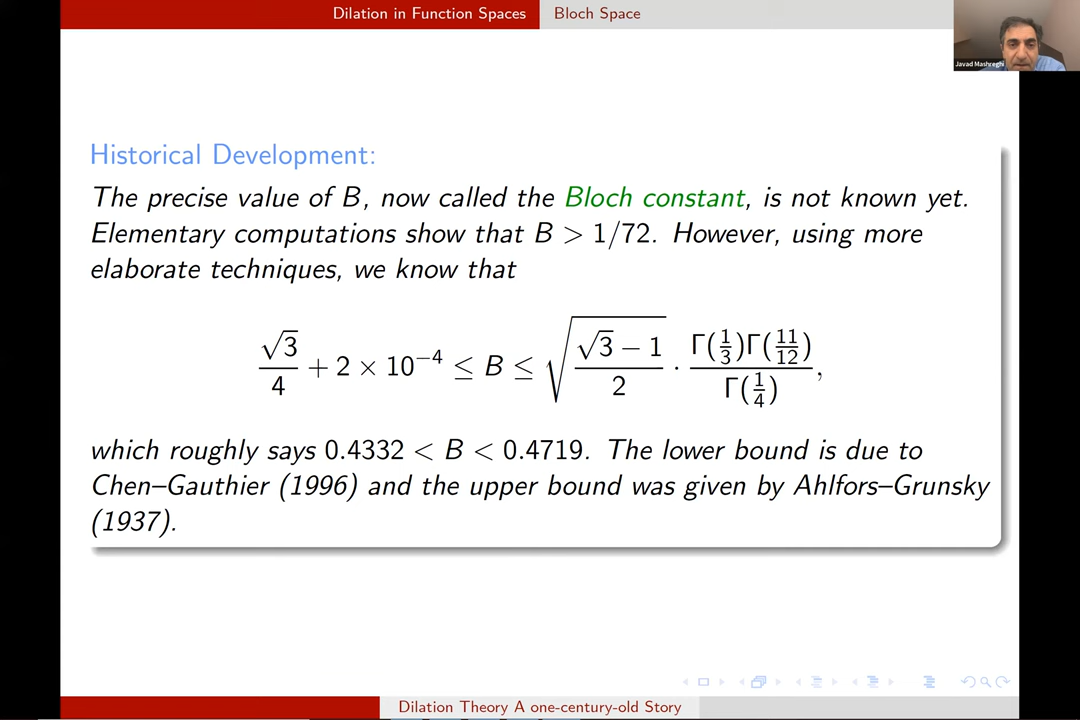 Dilation in Function Spaces Bloch Space
Javad Mashreghi
Historical Development:
The precise value of B, now called the Bloch constant, is not known yet.
Elementary computations show that B > 1/72. However, using more
elaborate techniques, we know that
√3/4 + 2 × 10⁻⁴ ≤ B ≤ √((√3 − 1)/2) · Γ(1/3)Γ(11/12)/Γ(1/4),
which roughly says 0.4332 < B < 0.4719. The lower bound is due to
Chen–Gauthier (1996) and the upper bound was given by Ahlfors–Grunsky
(1937).
Dilation Theory A one-century-old Story